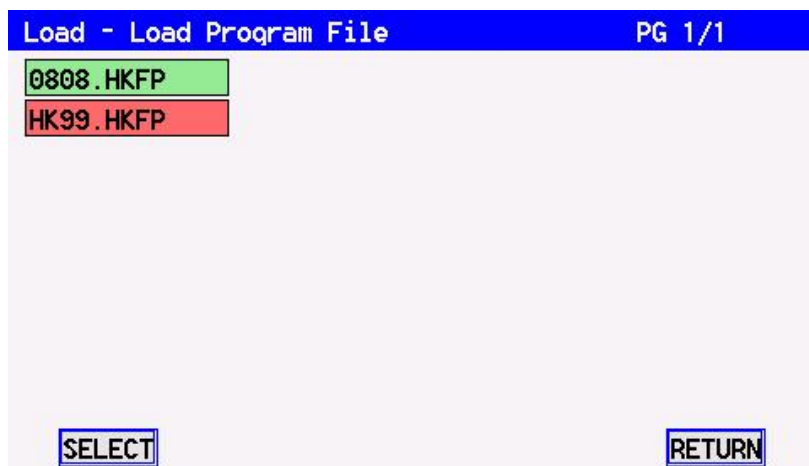 Load - Load Program File PG 1/1
0808.HKFP
HK99.HKFP
SELECT RETURN